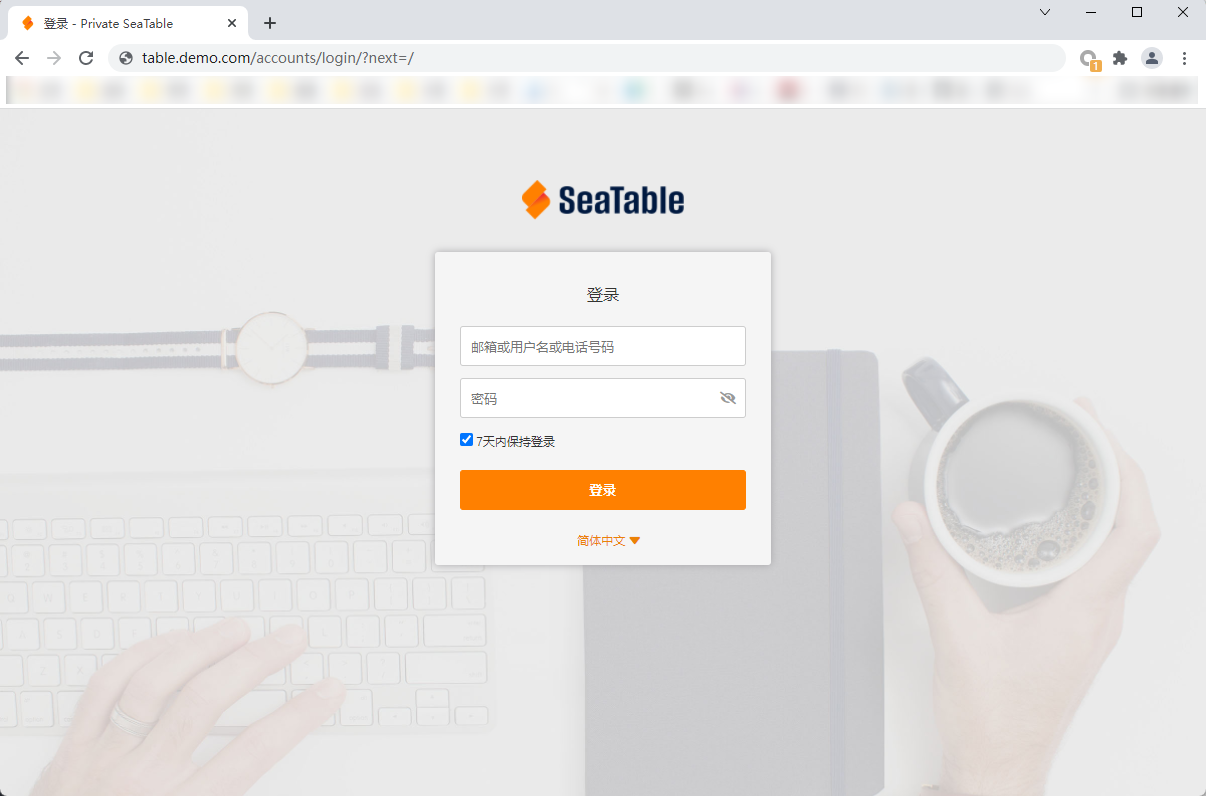 登录 - Private SeaTable
table.demo.com/accounts/login/?next=/
1
SeaTable
登录
邮箱或用户名或电话号码
密码
7天内保持登录
登录
简体中文